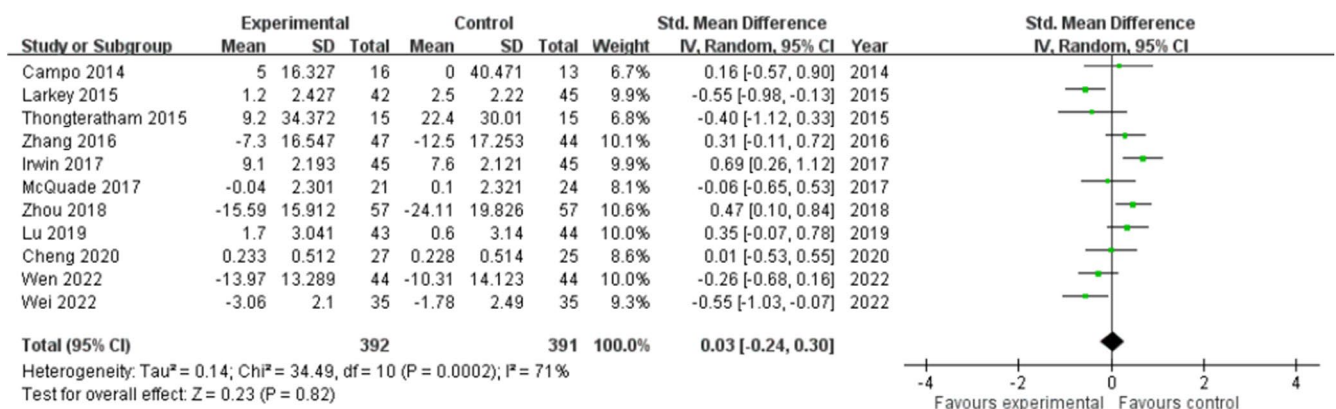 Experimental Control Std. Mean Difference Std. Mean Difference
Study or Subgroup Mean SD Total Mean SD Total Weight IV, Random, 95% CI Year IV, Random, 95% CI
Campo 2014 5 16.327 16 0 40.471 13 6.7% 0.16 [-0.57, 0.90] 2014
Larkey 2015 1.2 2.427 42 2.5 2.22 45 9.9% -0.55 [-0.98, -0.13] 2015
Thongteratham 2015 9.2 34.372 15 22.4 30.01 15 6.8% -0.40 [-1.12, 0.33] 2015
Zhang 2016 -7.3 16.547 47 -12.5 17.253 44 10.1% 0.31 [-0.11, 0.72] 2016
Irwin 2017 9.1 2.193 45 7.6 2.121 45 9.9% 0.69 [0.26, 1.12] 2017
McQuade 2017 -0.04 2.301 21 0.1 2.321 24 8.1% -0.06 [-0.65, 0.53] 2017
Zhou 2018 -15.59 15.912 57 -24.11 19.826 57 10.6% 0.47 [0.10, 0.84] 2018
Lu 2019 1.7 3.041 43 0.6 3.14 44 10.0% 0.35 [-0.07, 0.78] 2019
Cheng 2020 0.233 0.512 27 0.228 0.514 25 8.6% 0.01 [-0.53, 0.55] 2020
Wen 2022 -13.97 13.289 44 -10.31 14.123 44 10.0% -0.26 [-0.68, 0.16] 2022
Wei 2022 -3.06 2.1 35 -1.78 2.49 35 9.3% -0.55 [-1.03, -0.07] 2022
Total (95% CI) 392 391 100.0% 0.03 [-0.24, 0.30]
Heterogeneity: Tau² = 0.14; Chi² = 34.49, df = 10 (P = 0.0002); I² = 71%
Test for overall effect: Z = 0.23 (P = 0.82)
-4 -2 0 2 4
Favours experimental Favours control